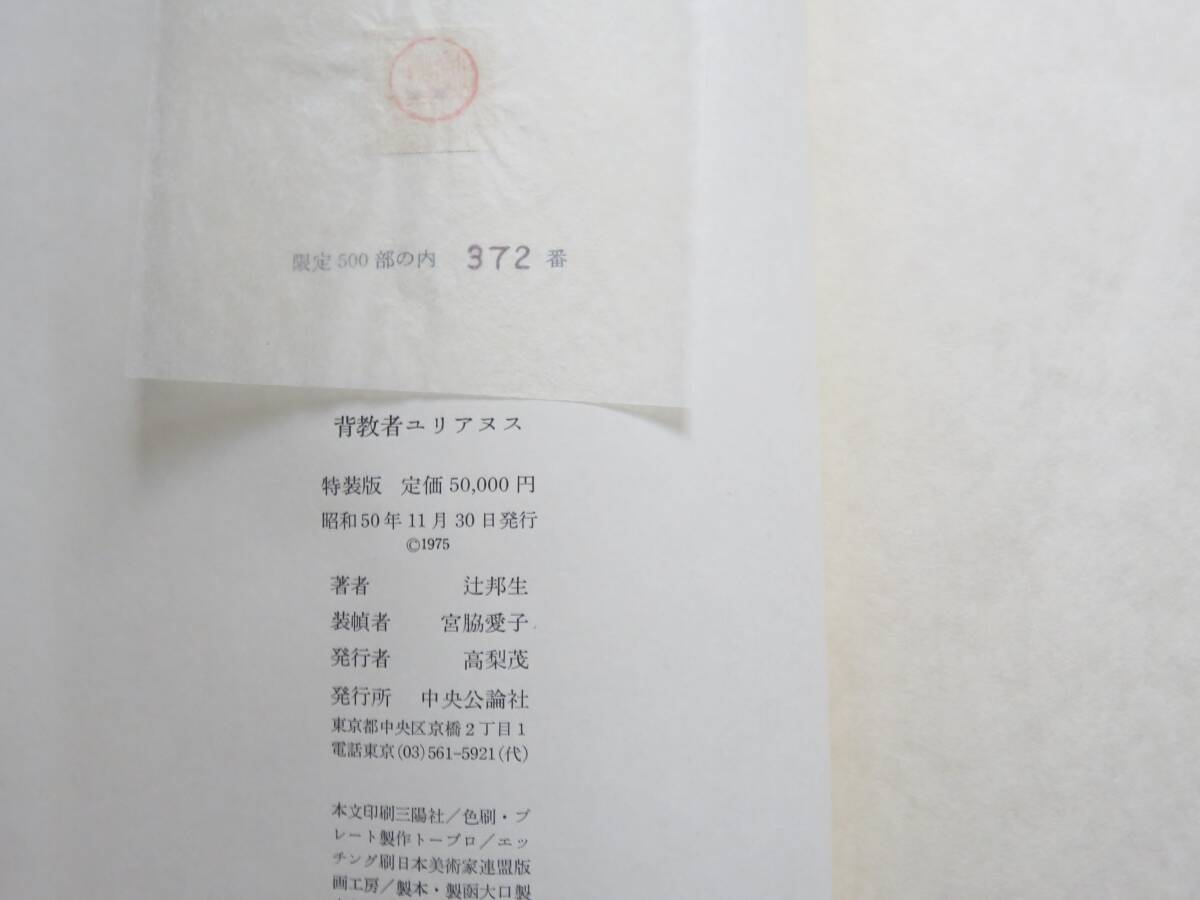 限定500部の内 372 番
背教者ユリアヌス
特装版 定価50,000円
昭和50年11月30日発行
©1975
著者 辻邦生
装幀者 宮脇愛子
発行者 高梨茂
発行所 中央公論社
東京都中央区京橋2丁目1
電話東京(03)561-5921(代)
本文印刷三陽社/色刷・プ
レート製作トープロ/エッ
チング刷日本美術家連盟版
画工房/製本・製函大口製